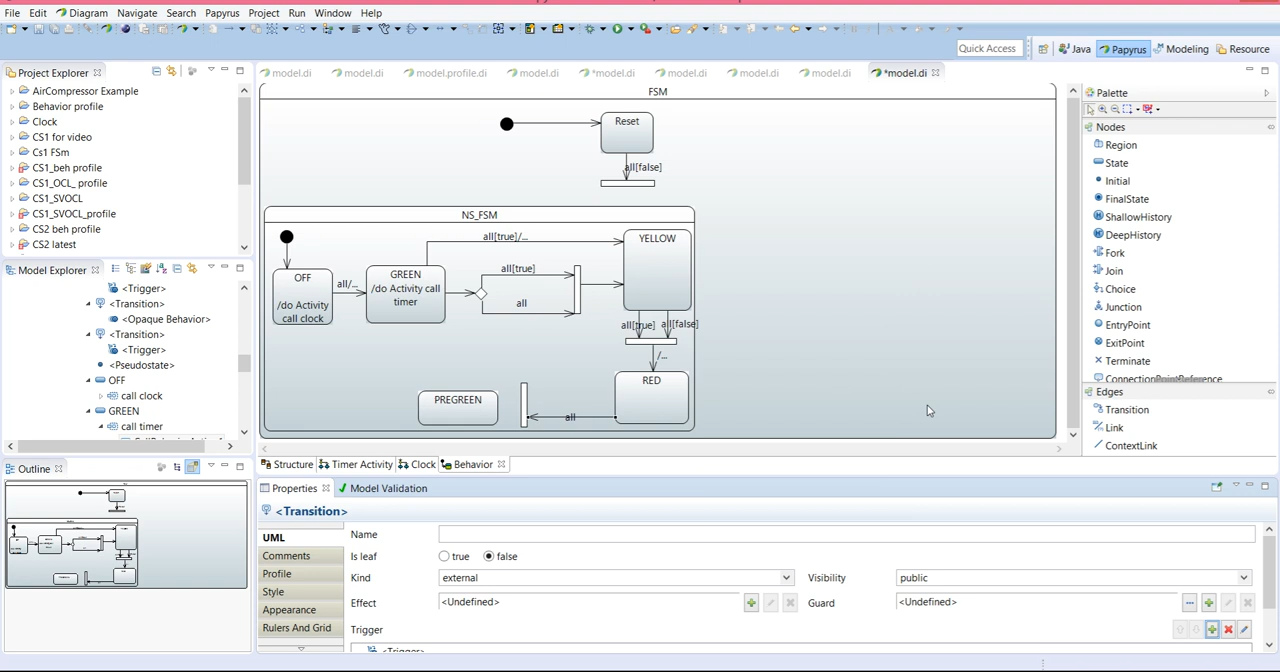 File Edit Diagram Navigate Search Papyrus Project Run Window Help
Quick Access Java Papyrus Modeling Resource
Project Explorer
AirCompressor Example
Behavior profile
Clock
CS1 for video
Cs1 FSm
CS1_beh profile
CS1_OCL_ profile
CS1_SVOCL
CS1_SVOCL_profile
CS2 beh profile
CS2 latest
Model Explorer
<Trigger>
<Transition>
<Opaque Behavior>
<Transition>
<Trigger>
<Pseudostate>
OFF
call clock
GREEN
call timer
Outline
model.di model.di model.profile.di model.di *model.di model.di model.di model.di *model.di
FSM
Reset
all[false]
NS_FSM
all[true]/...
YELLOW
OFF
/do Activity
call clock
all/...
GREEN
/do Activity call
timer
all[true]
all
all[true] all[false]
/...
RED
PREGREEN
all
Palette
Nodes
Region
State
Initial
FinalState
ShallowHistory
DeepHistory
Fork
Join
Choice
Junction
EntryPoint
ExitPoint
Terminate
ConnectionPointReference
Edges
Transition
Link
ContextLink
Structure Timer Activity Clock Behavior
Properties Model Validation
<Transition>
UML
Comments
Profile
Style
Appearance
Rulers And Grid
Name
Is leaf true false
Kind external Visibility public
Effect <Undefined> Guard <Undefined>
Trigger
<Trigger>